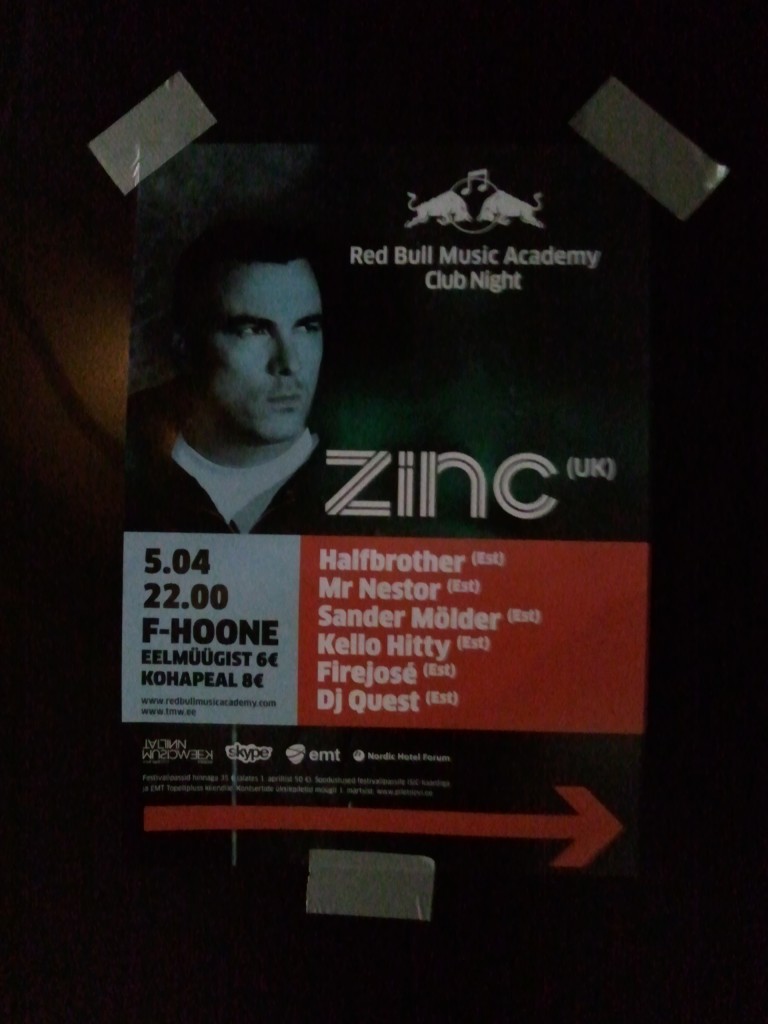 Red Bull Music Academy
Club Night
zinc (UK)
5.04
22.00
F-HOONE
EELMÜÜGIST 6€
KOHAPEAL 8€
www.redbullmusicacademy.com
www.tmw.ee
Halfbrother (Est)
Mr Nestor (Est)
Sander Mölder (Est)
Kello Hitty (Est)
Firejosé (Est)
Dj Quest (Est)
skype emt Nordic Hotel Forum